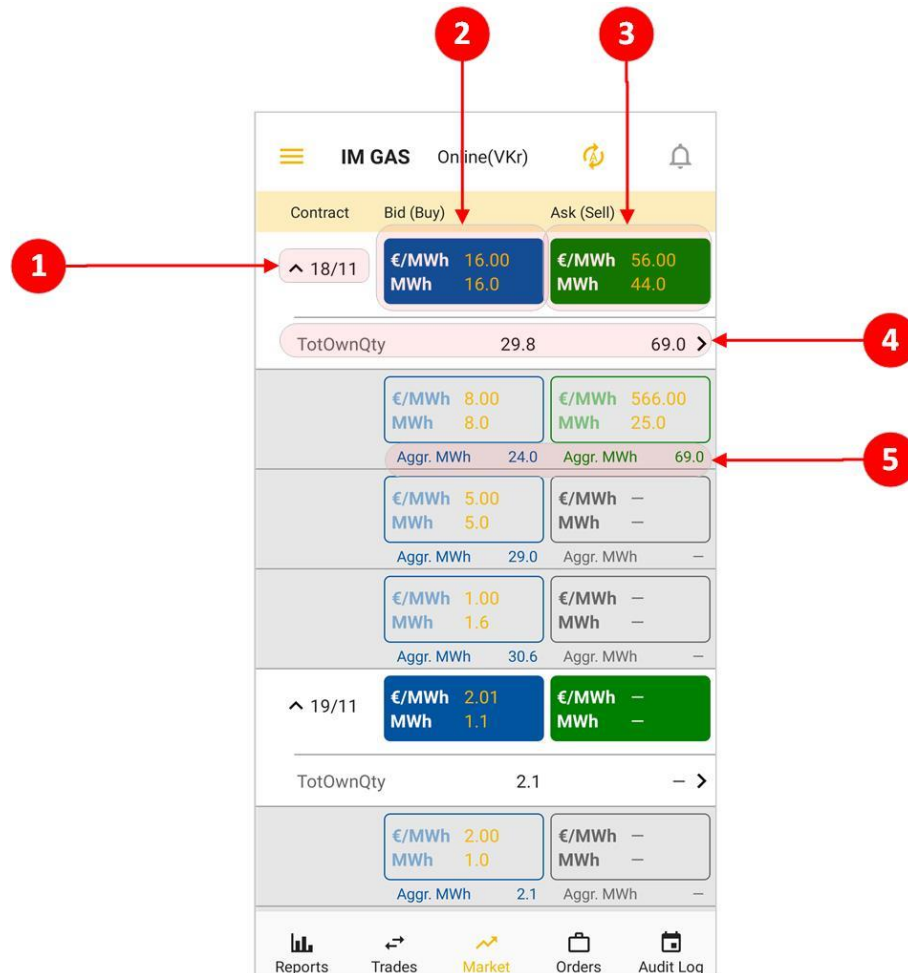 2 3
IM GAS Online(VKr)
Contract Bid (Buy) Ask (Sell)
1
18/11
€/MWh 16.00 €/MWh 56.00
MWh 16.0 MWh 44.0
TotOwnQty 29.8 69.0
4
€/MWh 8.00 €/MWh 566.00
MWh 8.0 MWh 25.0
Aggr. MWh 24.0 Aggr. MWh 69.0
5
€/MWh 5.00 €/MWh –
MWh 5.0 MWh –
Aggr. MWh 29.0 Aggr. MWh –
€/MWh 1.00 €/MWh –
MWh 1.6 MWh –
Aggr. MWh 30.6 Aggr. MWh –
19/11
€/MWh 2.01 €/MWh –
MWh 1.1 MWh –
TotOwnQty 2.1 –
€/MWh 2.00 €/MWh –
MWh 1.0 MWh –
Aggr. MWh 2.1 Aggr. MWh –
Reports Trades Market Orders Audit Log